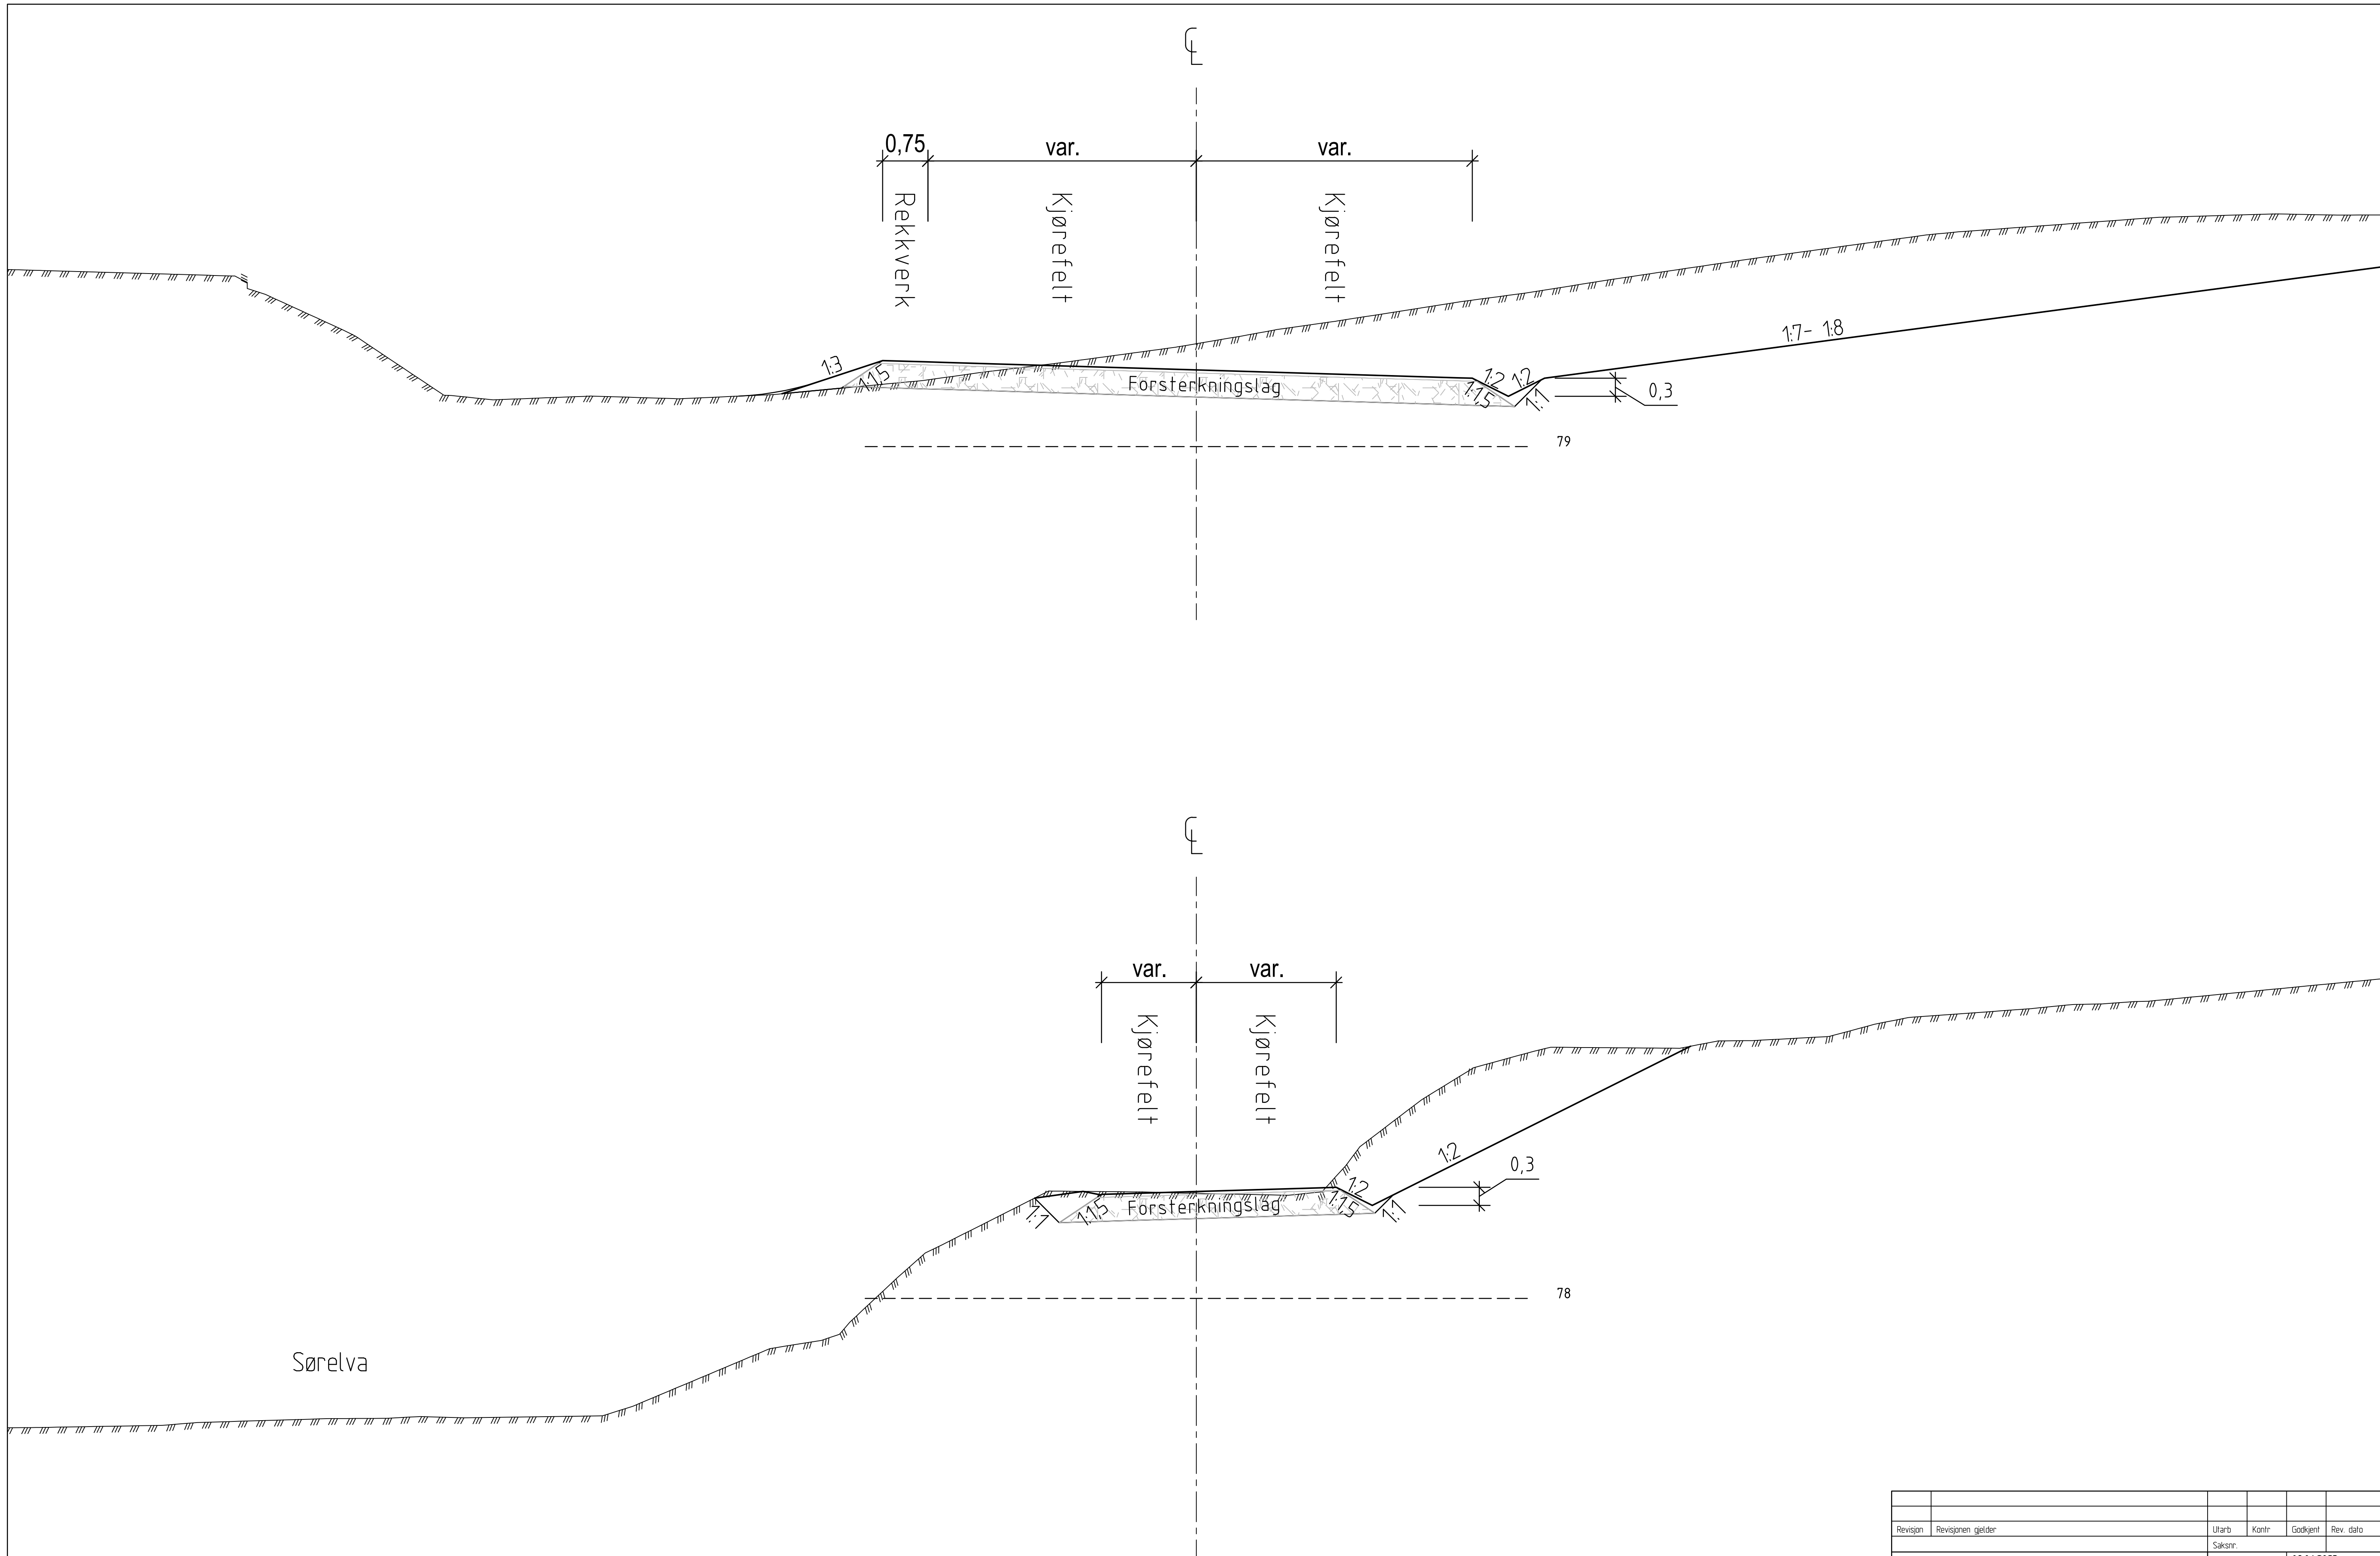 0,75 var. var.
Rekkverk
Kjørefelt
Kjørefelt
1:7- 1:8
1:3
1:1,5
Forsterkningslag
1:2
1:2
1:1,5
1:1
0,3
79
var. var.
Kjørefelt
Kjørefelt
1:2
0,3
1:2
1:1
1:1,5
Forsterkningslag
1:1,5
1:1
78
Sørelva
Revisjon Revisjonen gjelder Utarb Kontr Godkjent Rev. dato
Saksnr.